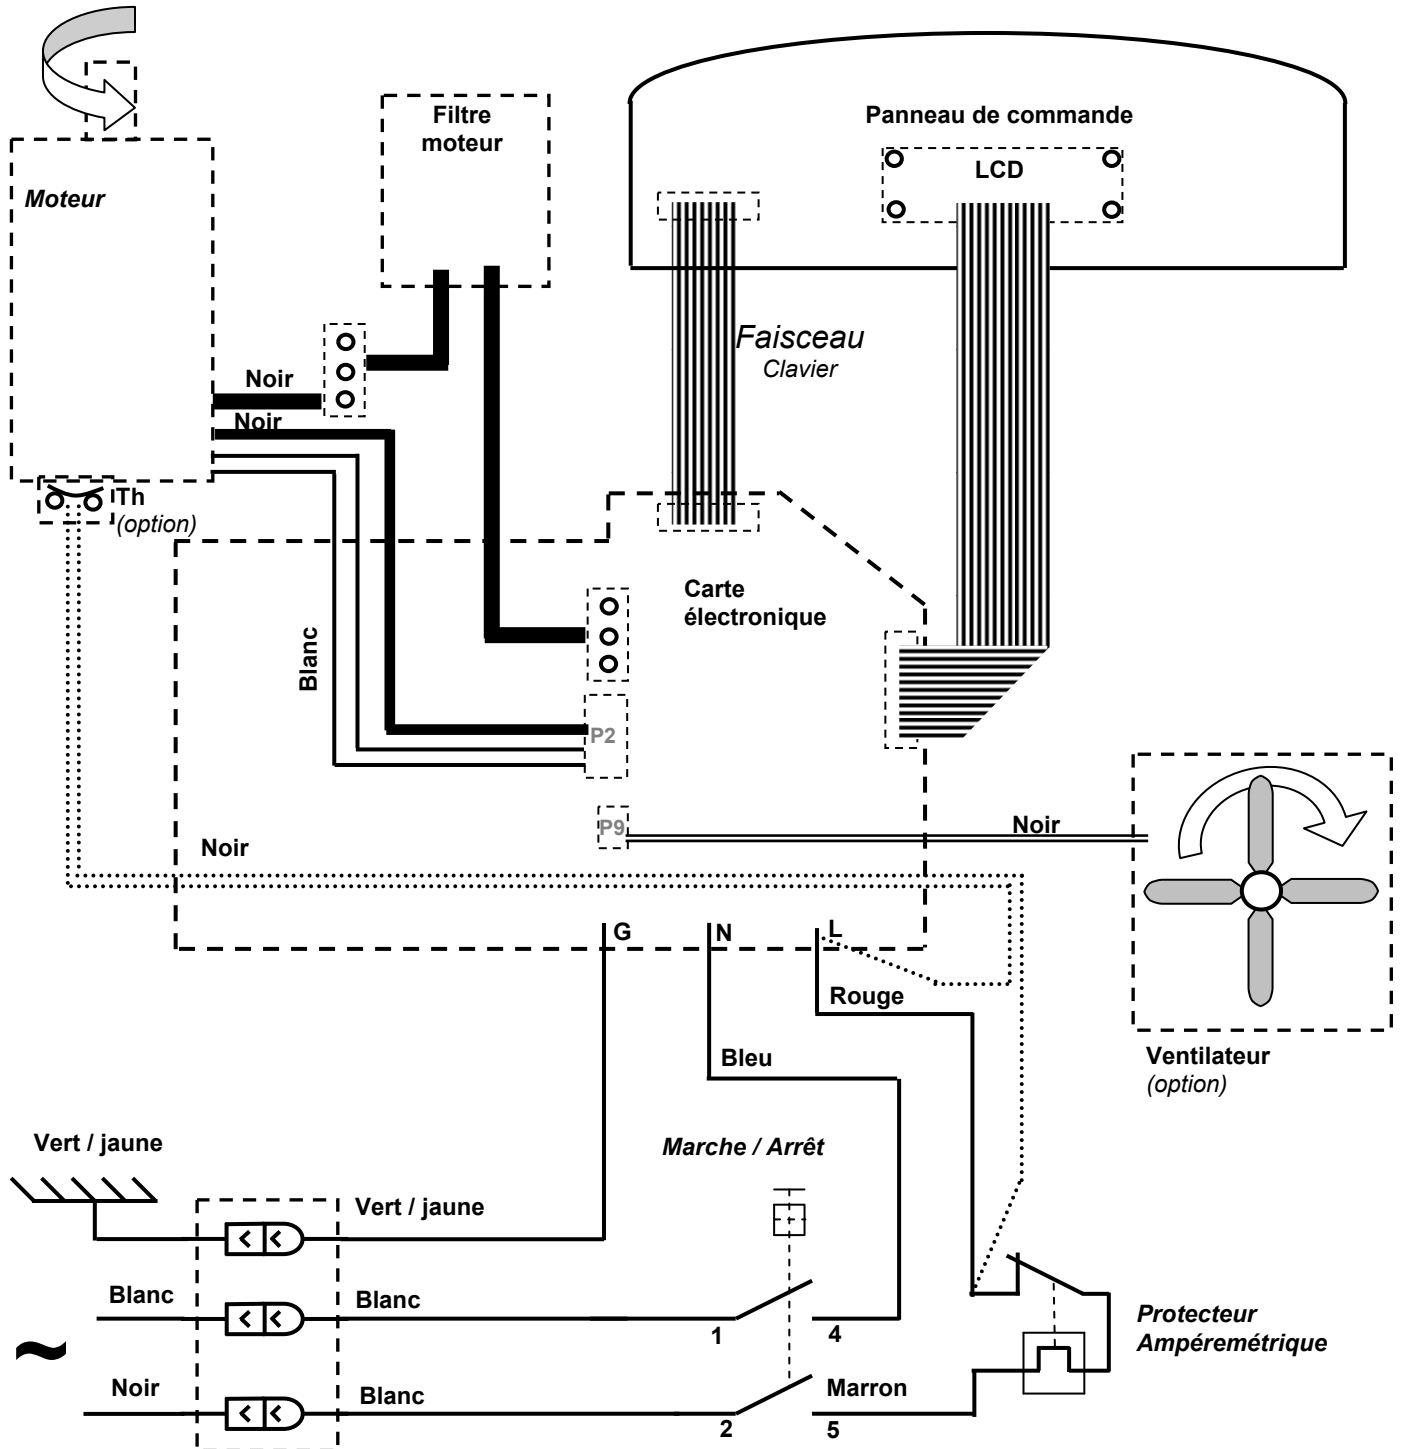 Filtre
moteur
Panneau de commande
LCD
Moteur
Faisceau
Clavier
Noir
Noir
Th
(option)
Carte
électronique
Blanc
P2
P9
Noir
Noir
G
N
L
Rouge
Bleu
Ventilateur
(option)
Vert / jaune
Marche / Arrêt
Vert / jaune
Blanc
Blanc
1
4
Protecteur
Ampéremétrique
~
Noir
Blanc
Marron
2
5